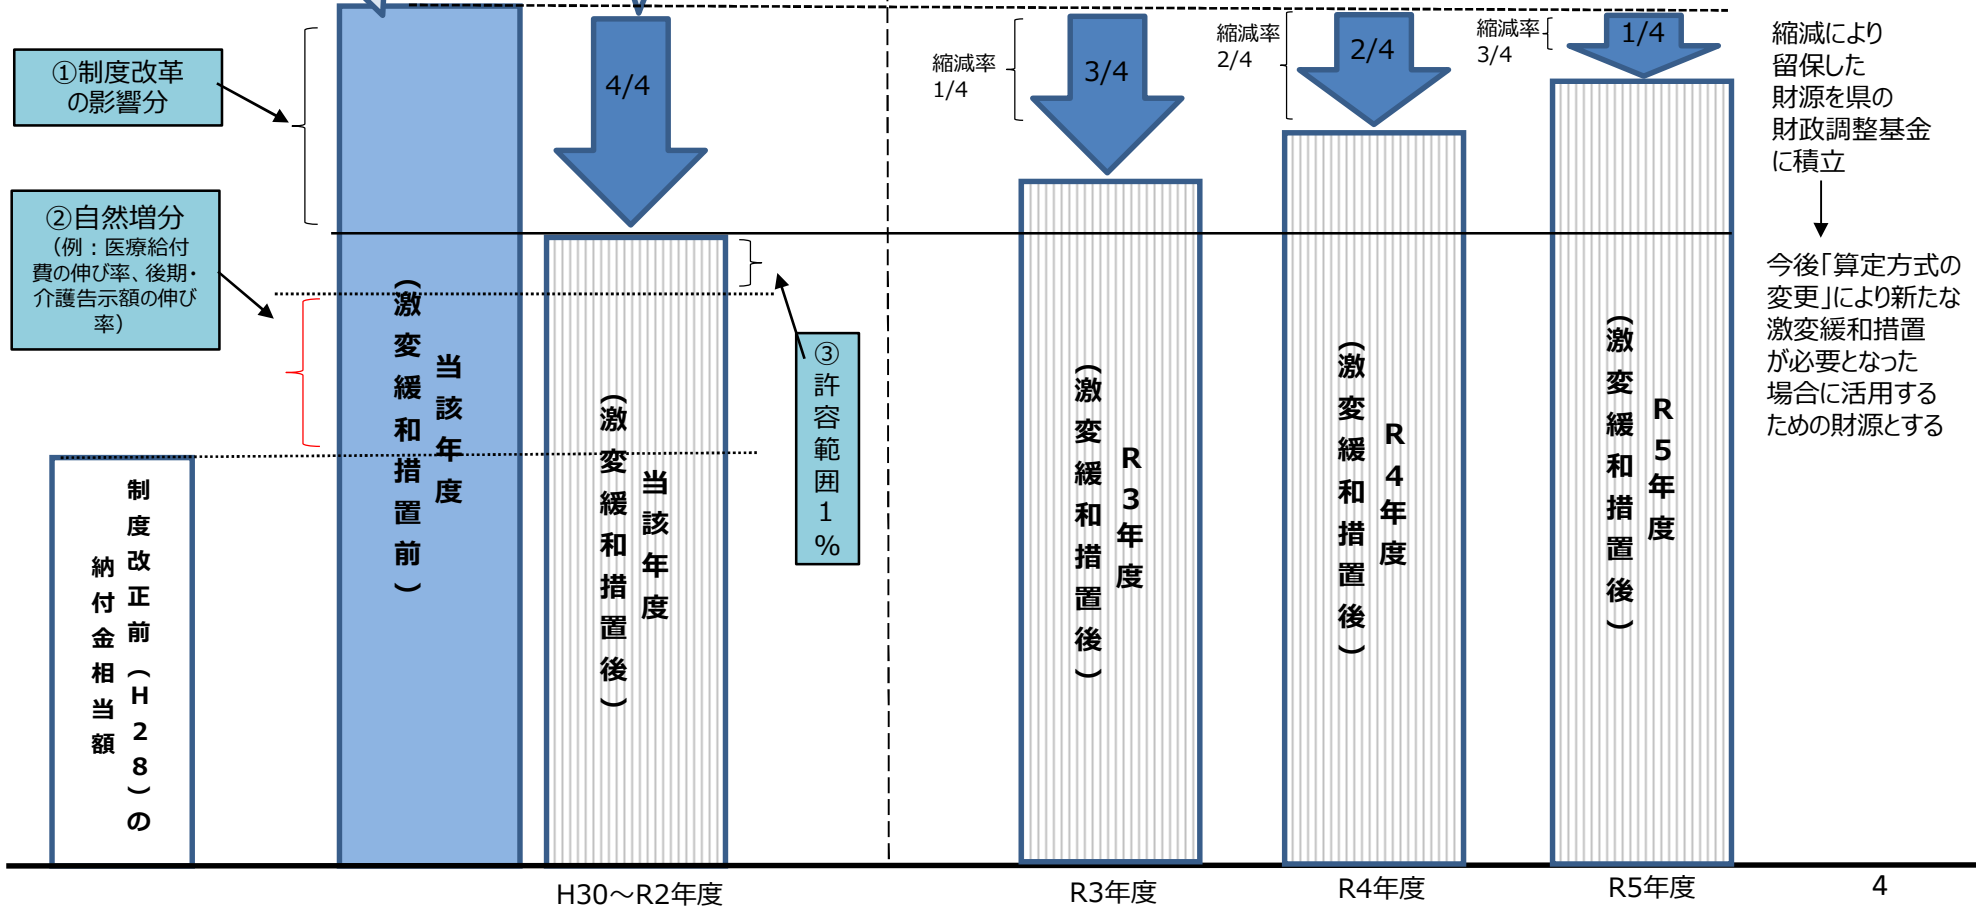 ①制度改革
の影響分
②自然増分
（例：医療給付
費の伸び率、後期・
介護告示額の伸び
率）
制度改正前（H28）の
納付金相当額
当該年度
（激変緩和措置前）
4/4
当該年度
（激変緩和措置後）
③許容範囲1%
縮減率
1/4
3/4
R3年度
（激変緩和措置後）
縮減率
2/4
2/4
R4年度
（激変緩和措置後）
縮減率
3/4
1/4
R5年度
（激変緩和措置後）
縮減により
留保した
財源を県の
財政調整基金
に積立
今後「算定方式の
変更」により新たな
激変緩和措置
が必要となった
場合に活用する
ための財源とする
H30～R2年度
R3年度
R4年度
R5年度
4